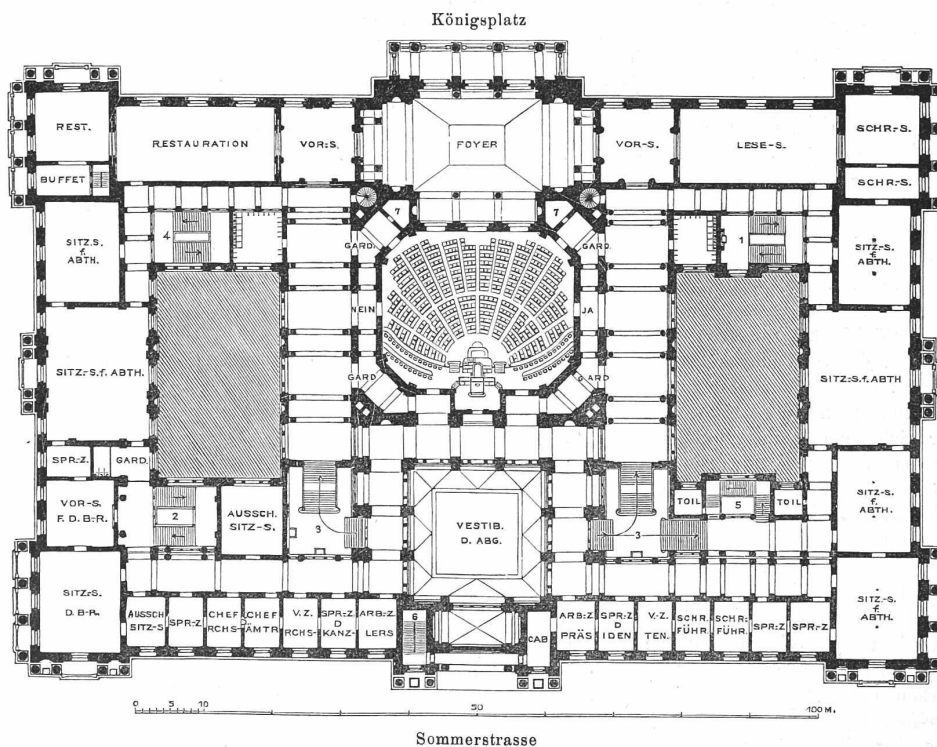 Königsplatz
REST.
RESTAURATION
VOR-S.
FOYER
VOR-S.
LESE-S.
SCHR.-S.
BUFFET
SCHR.-S.
7
7
4
1
GARD.
GARD.
SITZ.S.
f.
ABTH.
SITZ-S.
f.
ABTH.
NEIN
JA
SITZ-S.f. ABTH.
SITZ-S.f. ABTH
GARD
GARD
SPR-Z.
GARD.
VOR-S.
F. D. B.-R.
2
AUSSCH.
SITZ-S.
3
VESTIB.
D. ABG.
3
TOIL
5
TOIL
SITZ-S.
f.
ABTH.
SITZ-S.
D. B-R.
AUSSCH
SITZ-S
SPR-Z
CHEF
D.
RCHS-
CHEF
ÄMTR.
V.-Z.
RCHS-
SPR-Z
D
KANZ-
ARB-Z
LERS
6
CAB
ARB-Z
PRÄS
SPR-Z
D
IDEN
V.-Z.
TEN.
SCHR.
FÜHR.
SCHR.
FÜHR.
SPR-Z
SPR.-Z
SITZ-S.
f.
ABTH.
0 5 10 50 100 M.
Sommerstrasse